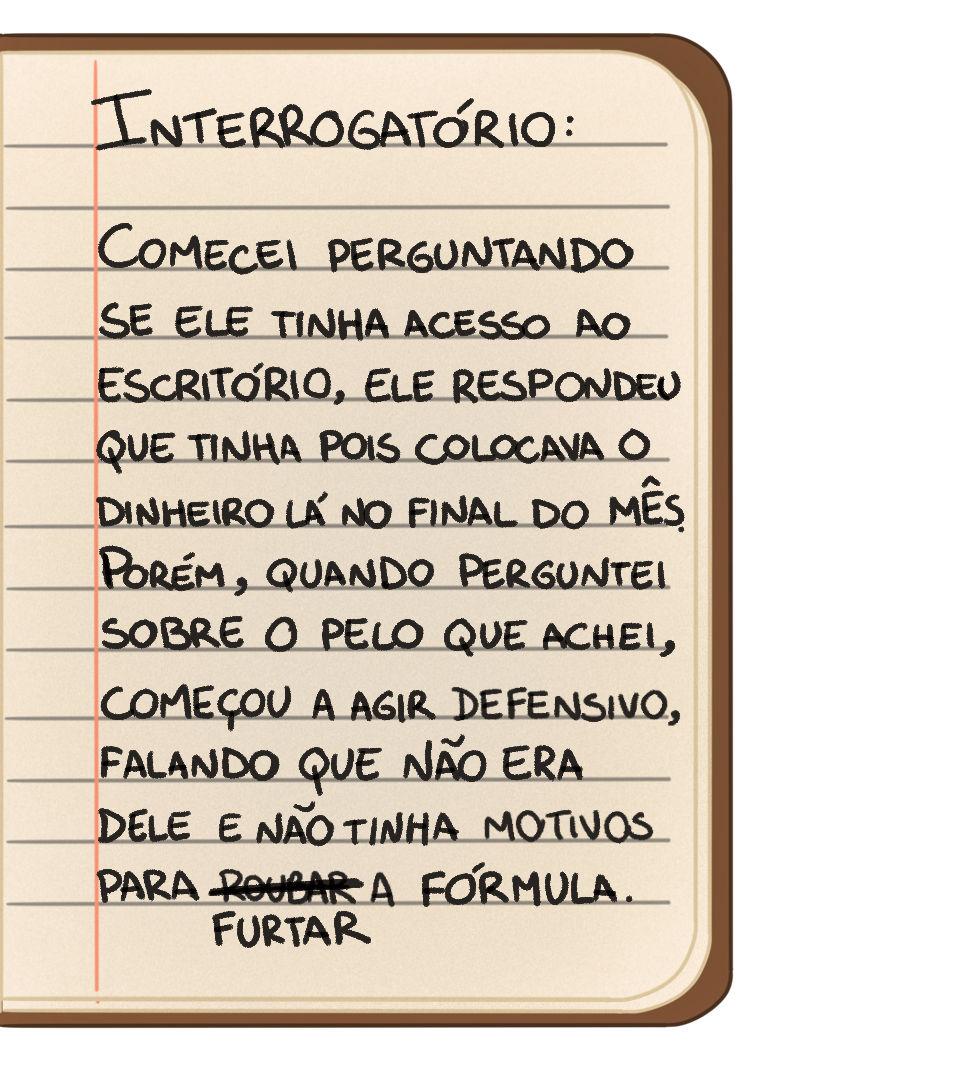 INTERROGATÓRIO:
COMECEI PERGUNTANDO
SE ELE TINHA ACESSO AO
ESCRITÓRIO, ELE RESPONDEU
QUE TINHA POIS COLOCAVA O
DINHEIRO LÁ NO FINAL DO MÊS.
PORÉM, QUANDO PERGUNTEI
SOBRE O PELO QUE ACHEI,
COMEÇOU A AGIR DEFENSIVO,
FALANDO QUE NÃO ERA
DELE E NÃO TINHA MOTIVOS
PARA ROUBAR A FÓRMULA.
FURTAR